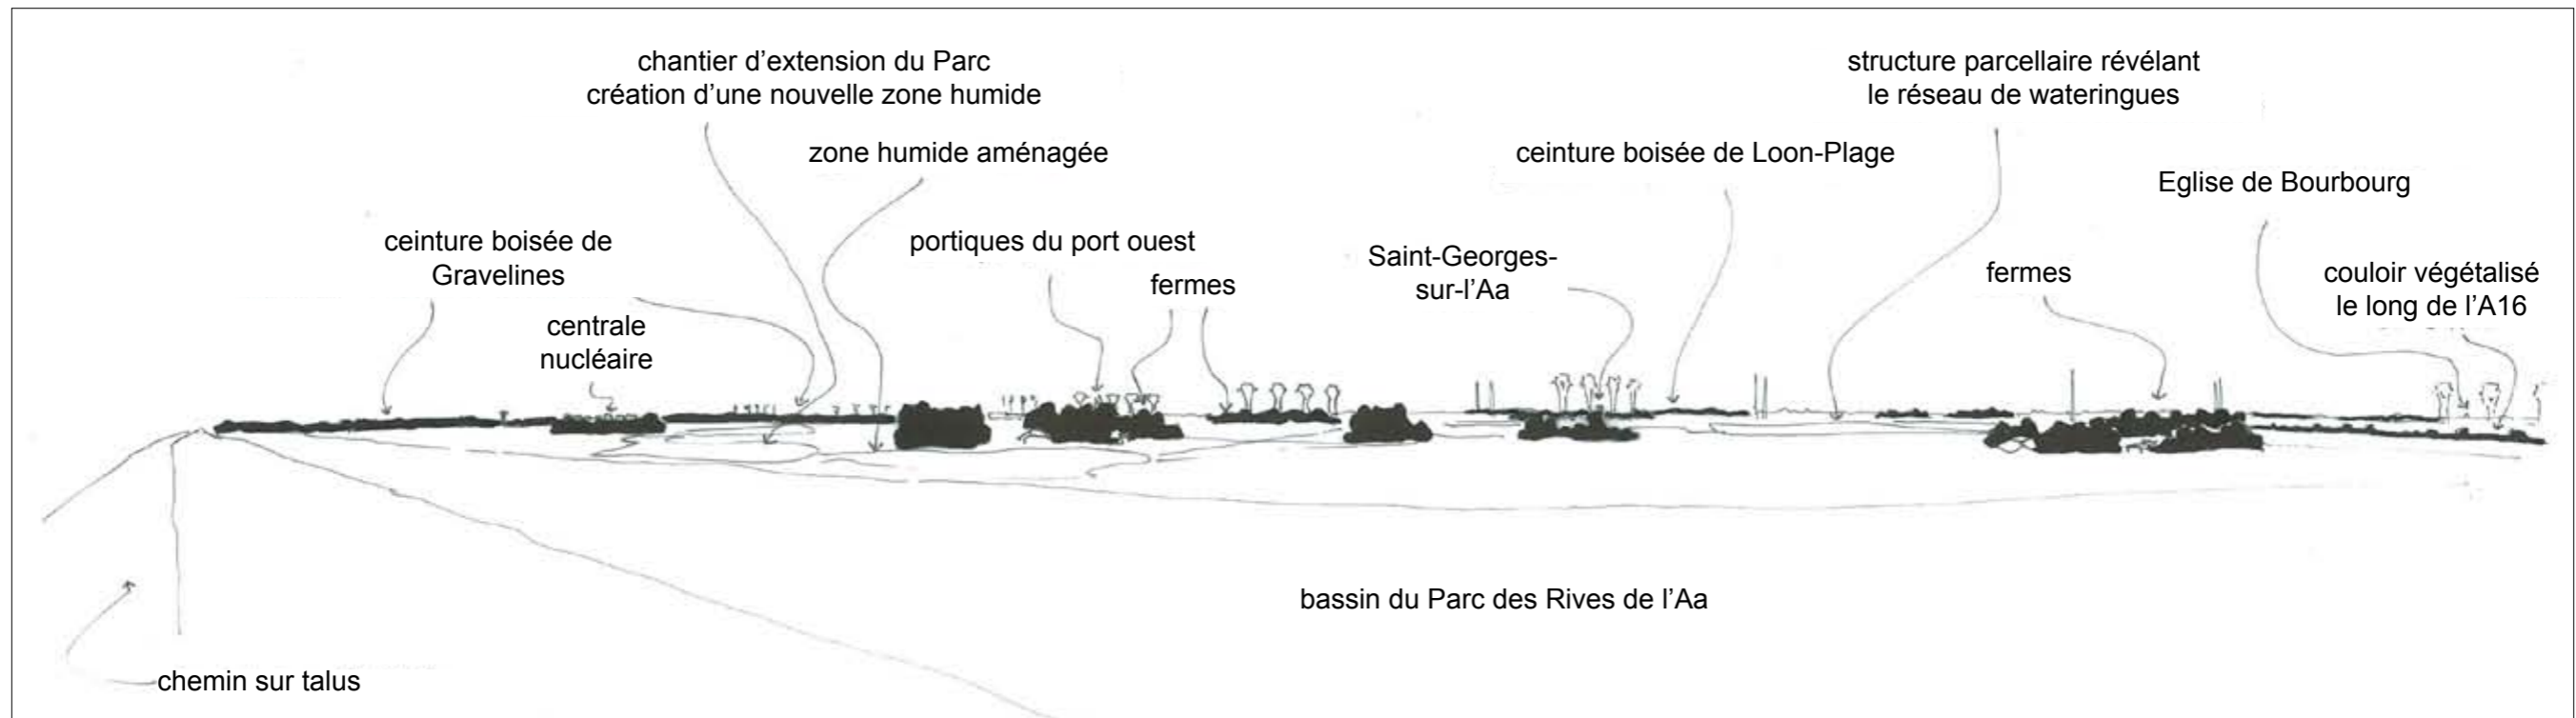 chantier d'extension du Parc
création d'une nouvelle zone humide
structure parcellaire révélant
le réseau de wateringues
zone humide aménagée
ceinture boisée de Loon-Plage
Eglise de Bourbourg
ceinture boisée de
Gravelines
portiques du port ouest
fermes
Saint-Georges-
sur-l'Aa
fermes
couloir végétalisé
le long de l'A16
centrale
nucléaire
bassin du Parc des Rives de l'Aa
chemin sur talus